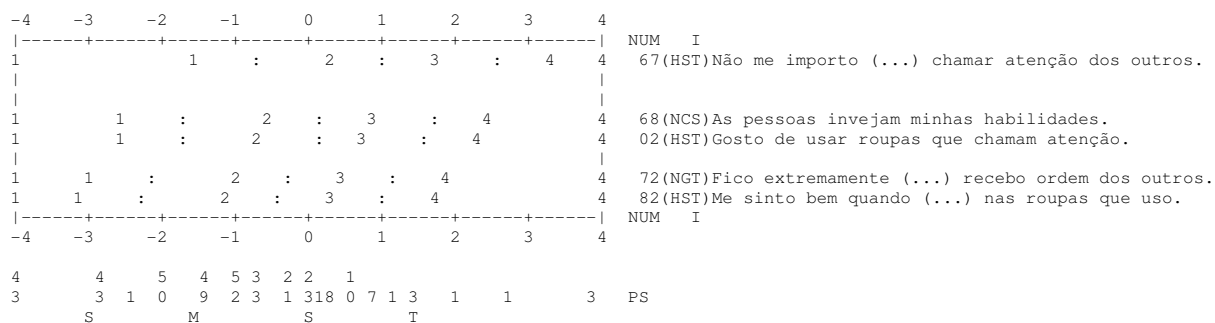 -4 -3 -2 -1 0 1 2 3 4
|------+------+------+------+------+------+------+------| NUM I
1 1 : 2 : 3 : 4 4 67(HST)Não me importo (...) chamar atenção dos outros.
| |
| |
1 1 : 2 : 3 : 4 4 68(NCS)As pessoas invejam minhas habilidades.
1 1 : 2 : 3 : 4 4 02(HST)Gosto de usar roupas que chamam atenção.
| |
1 1 : 2 : 3 : 4 4 72(NGT)Fico extremamente (...) recebo ordem dos outros.
1 1 : 2 : 3 : 4 4 82(HST)Me sinto bem quando (...) nas roupas que uso.
|------+------+------+------+------+------+------+------| NUM I
-4 -3 -2 -1 0 1 2 3 4
4 4 5 4 5 3 2 2 1
3 3 1 0 9 2 3 1 318 0 7 1 3 1 1 3 PS
S M S T